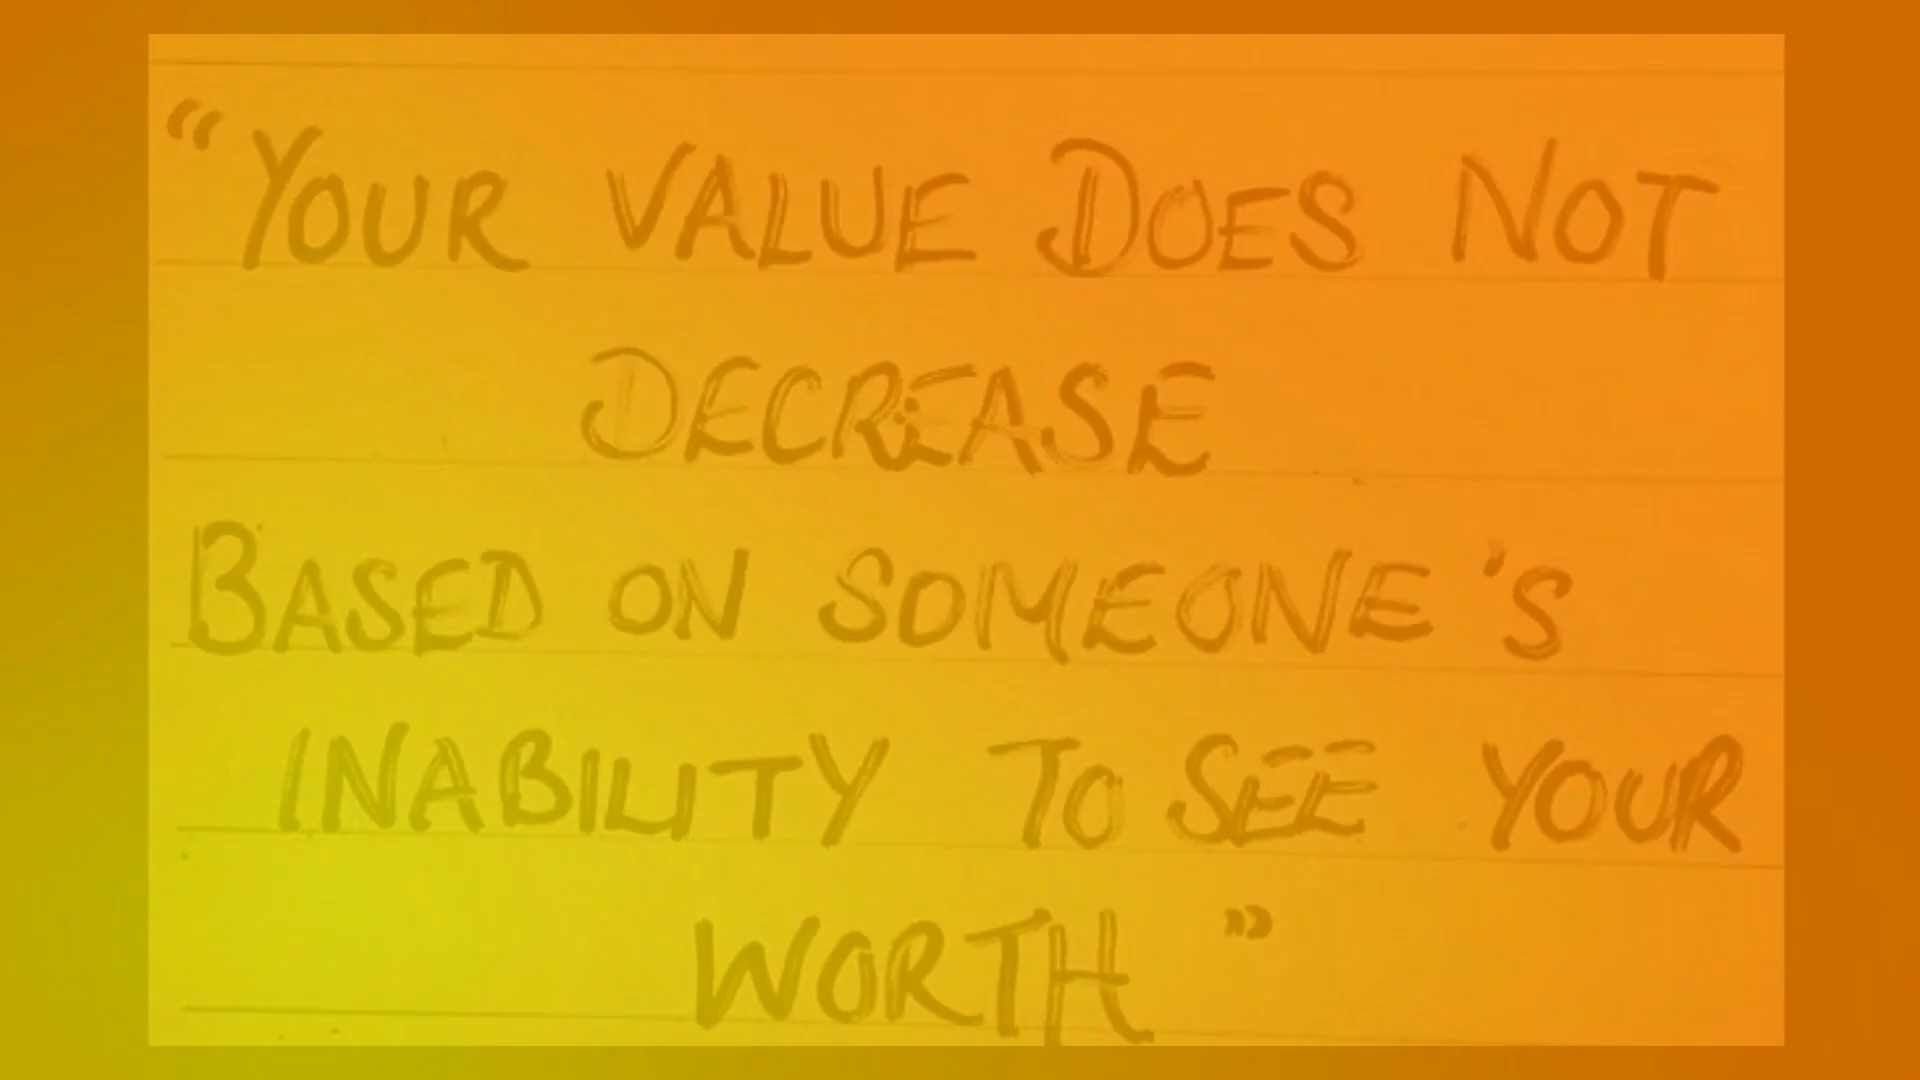 “YOUR VALUE DOES NOT
DECREASE
BASED ON SOMEONE'S
INABILITY TO SEE YOUR
WORTH”